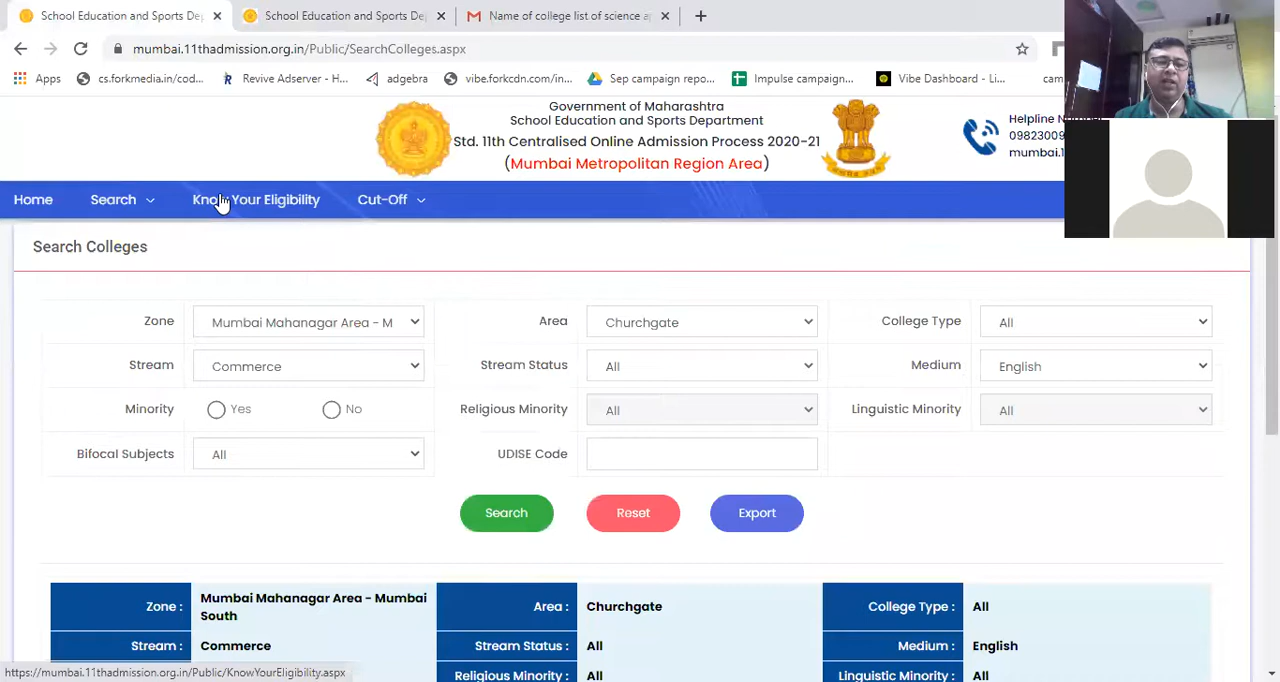 School Education and Sports De
School Education and Sports De
Name of college list of science a
mumbai.11thadmission.org.in/Public/SearchColleges.aspx
Apps
cs.forkmedia.in/cod...
Revive Adserver - H...
adgebra
vibe.forkcdn.com/in...
Sep campaign repo...
Impulse campaign...
Vibe Dashboard - Li...
cam
Government of Maharashtra
School Education and Sports Department
Std. 11th Centralised Online Admission Process 2020-21
(Mumbai Metropolitan Region Area)
Helpline Number
09823009
mumbai.1
Home
Search
Know Your Eligibility
Cut-Off
Search Colleges
Zone
Mumbai Mahanagar Area - M
Area
Churchgate
College Type
All
Stream
Commerce
Stream Status
All
Medium
English
Minority
Yes
No
Religious Minority
All
Linguistic Minority
All
Bifocal Subjects
All
UDISE Code
Search
Reset
Export
Zone :
Mumbai Mahanagar Area - Mumbai
South
Area :
Churchgate
College Type :
All
Stream :
Commerce
Stream Status :
All
Medium :
English
Religious Minority :
All
Linguistic Minority :
All
https://mumbai.11thadmission.org.in/Public/KnowYourEligibility.aspx